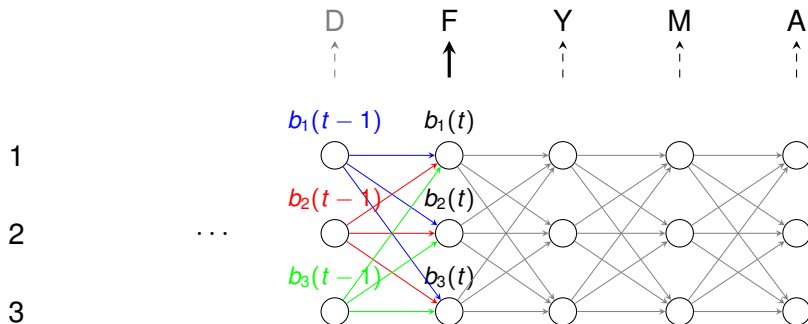 D F Y M A
b₁(t − 1) b₁(t)
1
b₂(t − 1) b₂(t)
2 ...
b₃(t − 1) b₃(t)
3